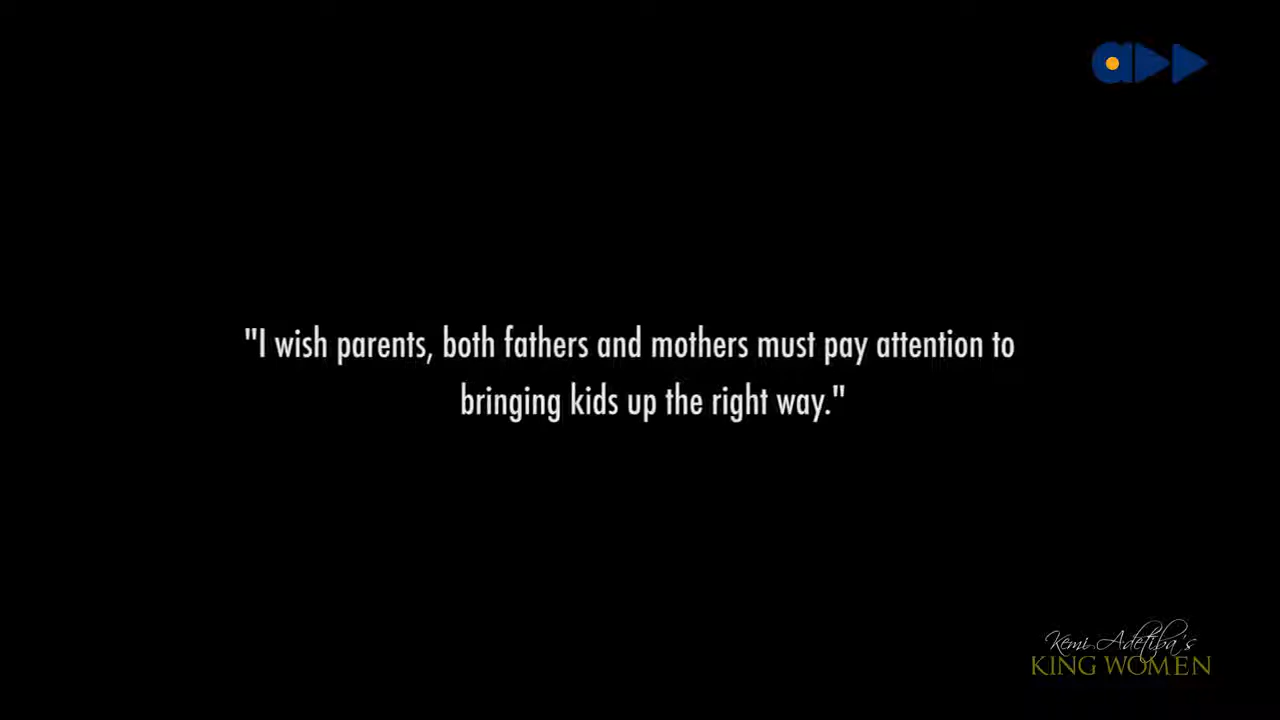 "I wish parents, both fathers and mothers must pay attention to
bringing kids up the right way."
Kemi Adetiba's
KING WOMEN